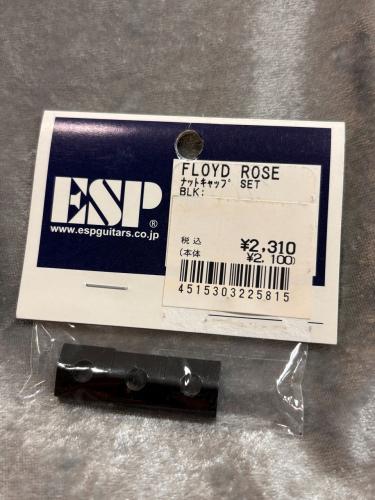 ESP®
www.espguitars.co.jp
FLOYD ROSE
ﾅｯﾄｷｬｯﾌﾟ SET
BLK:
税込 ¥2,310
(本体 ¥2,100)
4515303225815